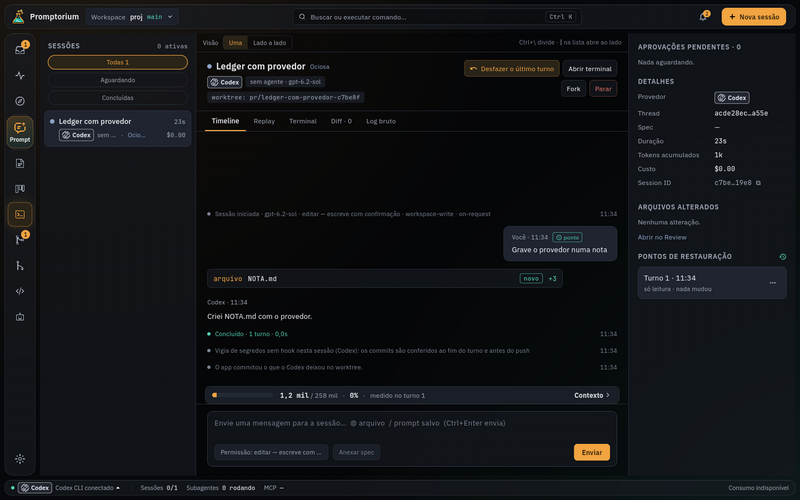 Promptorium
Workspace proj main
Buscar ou executar comando...
Ctrl K
2
Nova sessão
1
Prompt
1
SESSÕES
0 ativas
Todas 1
Aguardando
Concluídas
Ledger com provedor
23s
Codex
sem ...
·
Ocio...
$0.00
Visão
Uma
Lado a lado
Ctrl+\ divide · ⌇ na lista abre ao lado
Ledger com provedor Ociosa
Codex
sem agente · gpt-6.2-sol
worktree: pr/ledger-com-provedor-c7be8f
Desfazer o último turno
Abrir terminal
Fork
Parar
Timeline
Replay
Terminal
Diff · 0
Log bruto
Sessão iniciada · gpt-6.2-sol · editar — escreve com confirmação · workspace-write · on-request
11:34
Você · 11:34
ponto
Grave o provedor numa nota
arquivo NOTA.md
novo
+3
Codex · 11:34
Criei NOTA.md com o provedor.
Concluído · 1 turno · 0,0s
11:34
Vigia de segredos sem hook nesta sessão (Codex): os commits são conferidos ao fim do turno e antes do push
11:34
O app commitou o que o Codex deixou no worktree.
11:34
1,2 mil / 258 mil · 0% · medido no turno 1
Contexto
Envie uma mensagem para a sessão... @ arquivo / prompt salvo (Ctrl+Enter envia)
Permissão: editar — escreve com ...
Anexar spec
Enviar
APROVAÇÕES PENDENTES · 0
Nada aguardando.
DETALHES
Provedor
Codex
Thread
acde28ec…a55e
Spec
—
Duração
23s
Tokens acumulados
1k
Custo
$0.00
Session ID
c7be…19e8
ARQUIVOS ALTERADOS
Nenhuma alteração.
Abrir no Review
PONTOS DE RESTAURAÇÃO
Turno 1 · 11:34
só leitura · nada mudou
...
Codex
Codex CLI conectado
Sessões 0/1
Subagentes 0 rodando
MCP —
Consumo indisponível